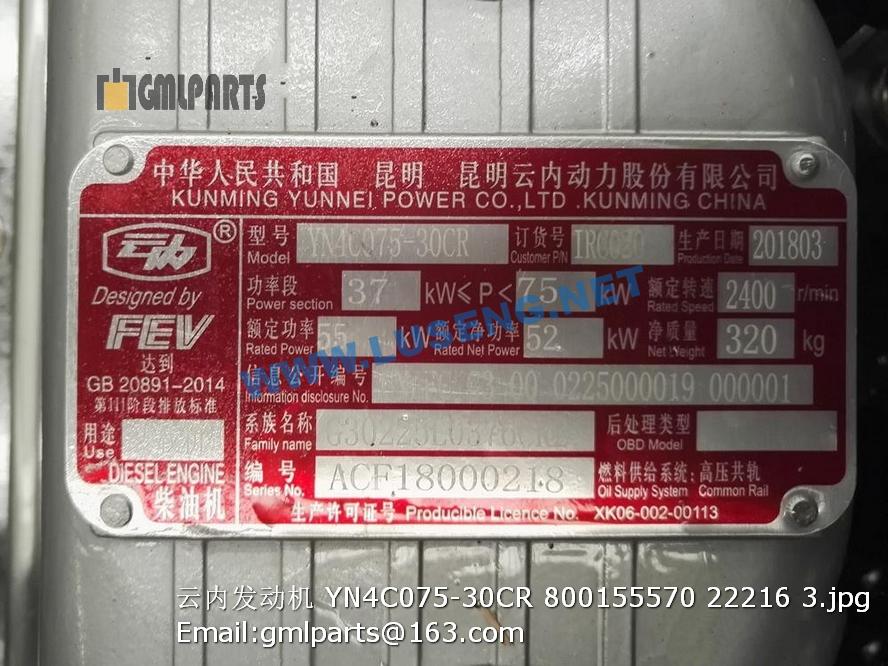 GMLPARTS
中华人民共和国 昆明 昆明云内动力股份有限公司
KUNMING YUNNEI POWER CO.,LTD .KUNMING CHINA
云内 ®
Designed by
FEV
达到
GB 20891-2014
第III阶段排放标准
用途
Use
DIESEL ENGINE
柴油机
型号 YN4C075-30CR 订货号 生产日期 201803
Model Customer P/N Production Date
功率段 37 kW≤P<75 kW 额定转速 2400 r/min
Power section Rated Speed
额定功率 55 kW 额定净功率 52 kW 净质量 320 kg
Rated Power Rated Net Power Net Weight
信息公开编号
Information disclosure No.
系族名称 后处理类型
Family name OBD Model
编号 ACF18000218 燃料供给系统: 高压共轨
Series No. Oil Supply System Common Rail
生产许可证号 Producible Licence No. XK06-002-00113
WWW.LUSENG.NET
云内发动机 YN4C075-30CR 800155570 22216 3.jpg
Email:gmlparts@163.com